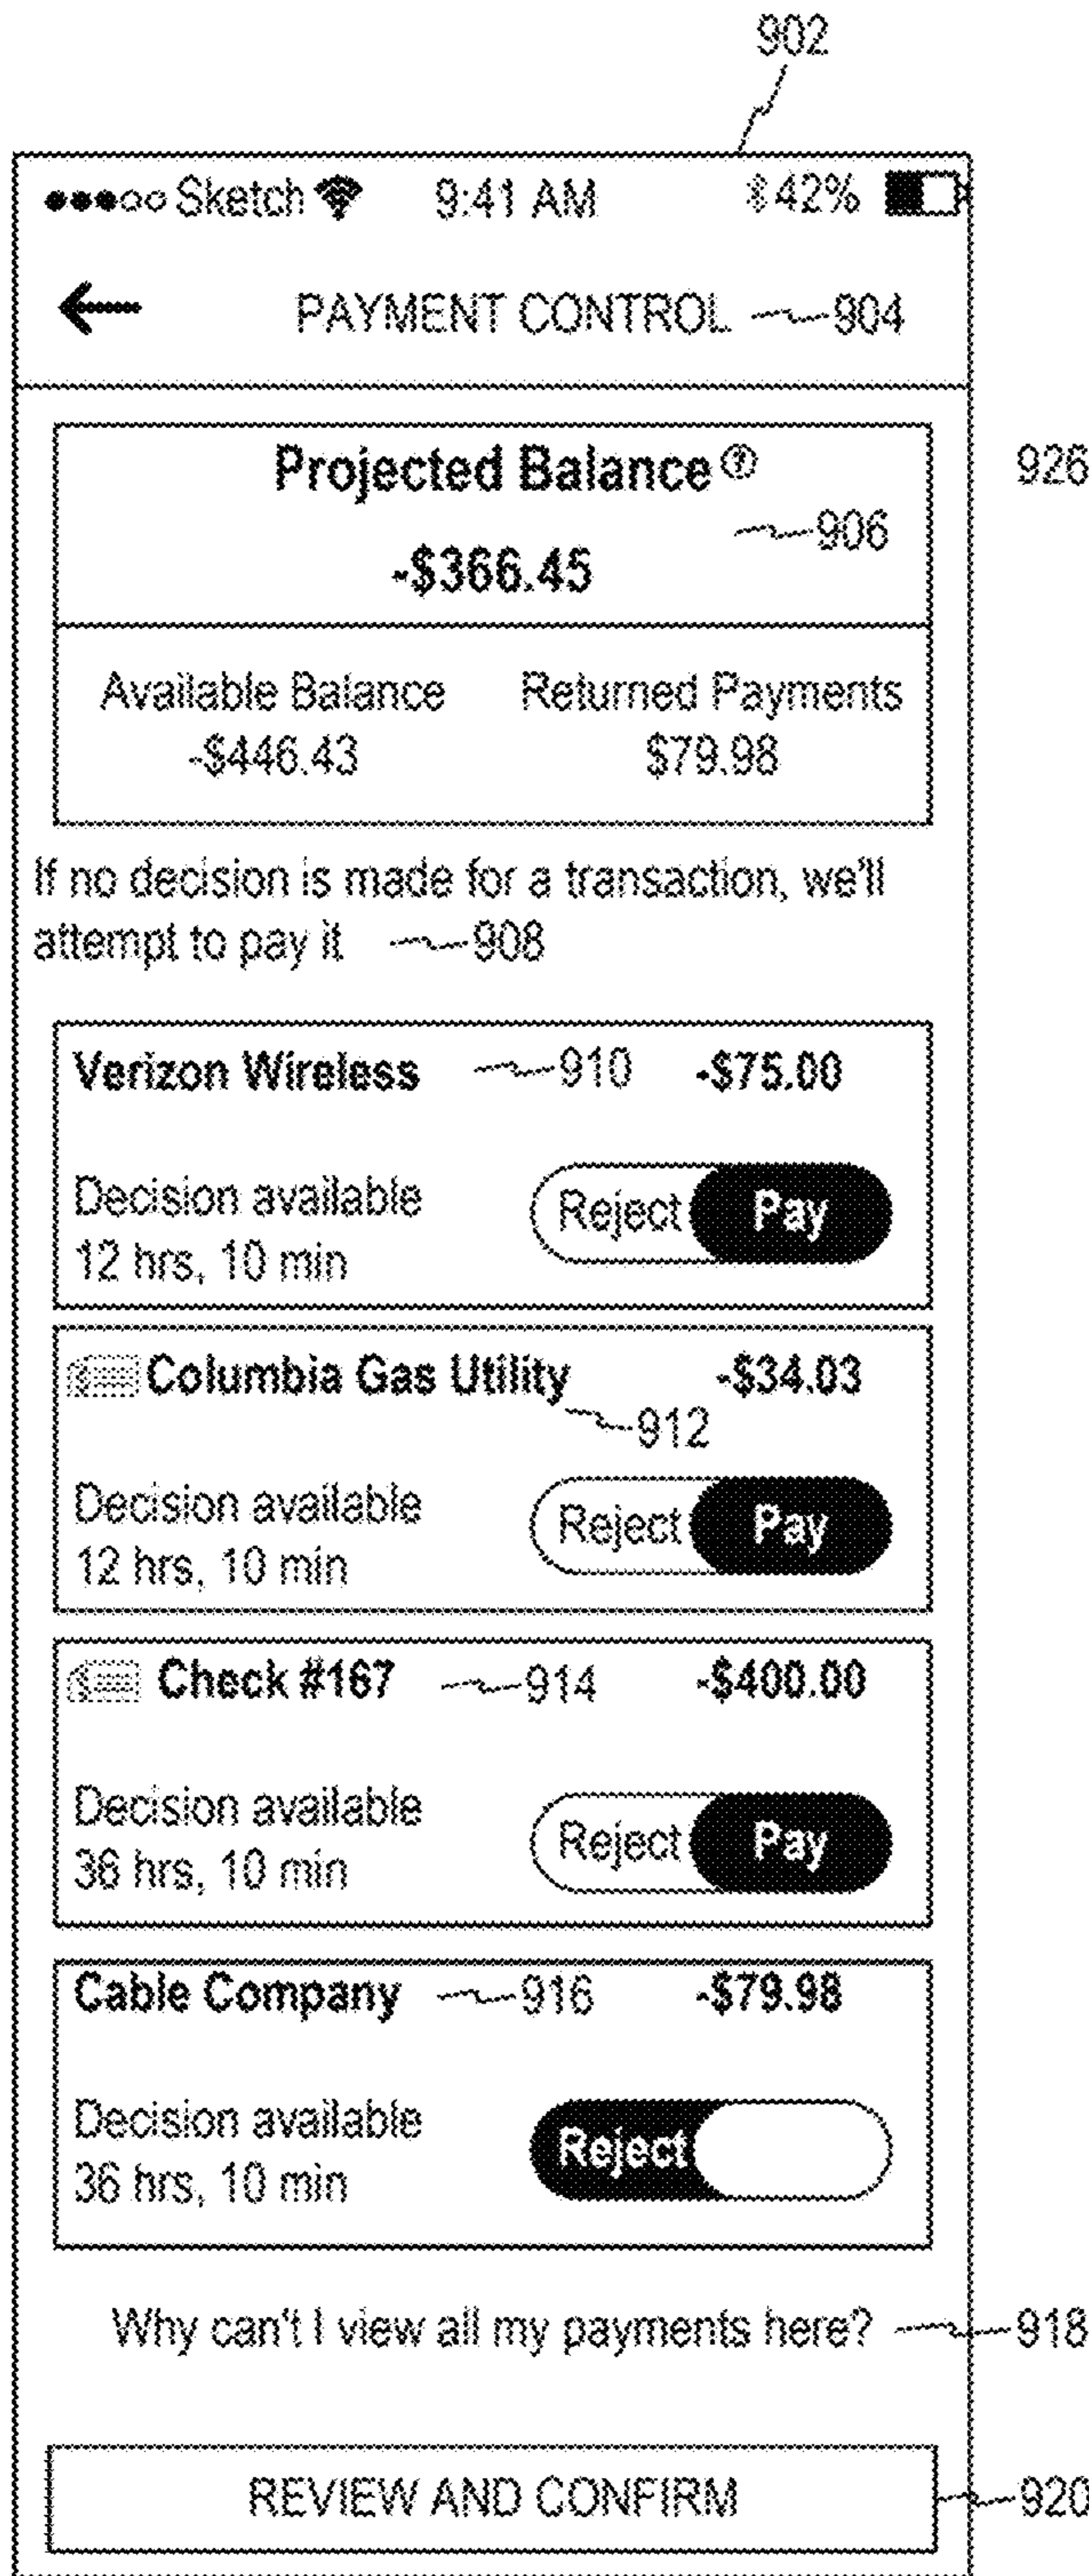 902
Sketch 9:41 AM 42%
PAYMENT CONTROL 904
Projected Balance ?
926
906
-$366.45
Available Balance Returned Payments
-$446.43 $79.98
If no decision is made for a transaction, we'll
attempt to pay it 908
Verizon Wireless 910 -$75.00
Decision available
12 hrs, 10 min
Reject Pay
Columbia Gas Utility -$34.03
912
Decision available
12 hrs, 10 min
Reject Pay
Check #167 914 -$400.00
Decision available
36 hrs, 10 min
Reject Pay
Cable Company 916 -$79.98
Decision available
36 hrs, 10 min
Reject
Why can't I view all my payments here? 918
REVIEW AND CONFIRM 920